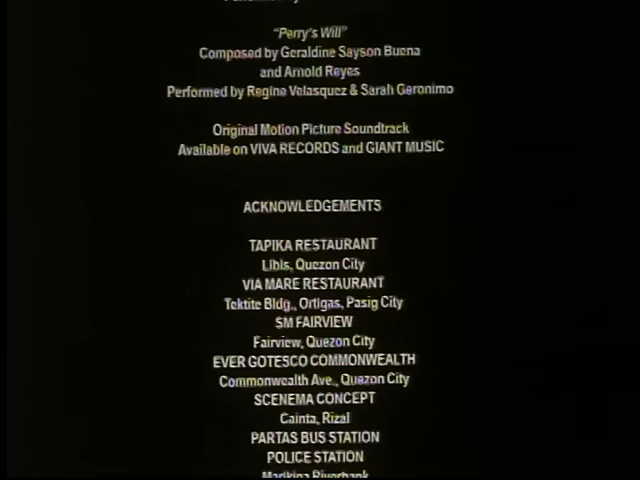 "Perry's Will"
Composed by Geraldine Sayson Buena
and Arnold Reyes
Performed by Regine Velasquez & Sarah Geronimo
Original Motion Picture Soundtrack
Available on VIVA RECORDS and GIANT MUSIC
ACKNOWLEDGEMENTS
TAPIKA RESTAURANT
Libis, Quezon City
VIA MARE RESTAURANT
Tektite Bldg., Ortigas, Pasig City
SM FAIRVIEW
Fairview, Quezon City
EVER GOTESCO COMMONWEALTH
Commonwealth Ave., Quezon City
SCENEMA CONCEPT
Cainta, Rizal
PARTAS BUS STATION
POLICE STATION
Marikina Riverbank